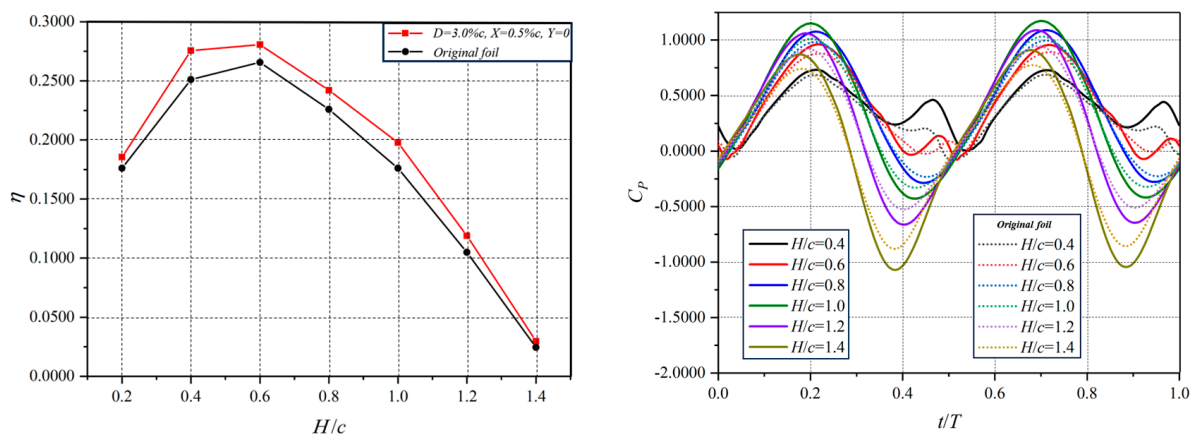 0.3000
0.2500
0.2000
0.1500
0.1000
0.0500
0.0000
η
0.2 0.4 0.6 0.8 1.0 1.2 1.4
H/c
D=3.0%c, X=0.5%c, Y=0
Original foil
1.0000
0.5000
0.0000
-0.5000
-1.0000
-1.5000
-2.0000
C_P
H/c=0.4
H/c=0.6
H/c=0.8
H/c=1.0
H/c=1.2
H/c=1.4
Original foil
H/c=0.4
H/c=0.6
H/c=0.8
H/c=1.0
H/c=1.2
H/c=1.4
0.0 0.2 0.4 0.6 0.8 1.0
t/T